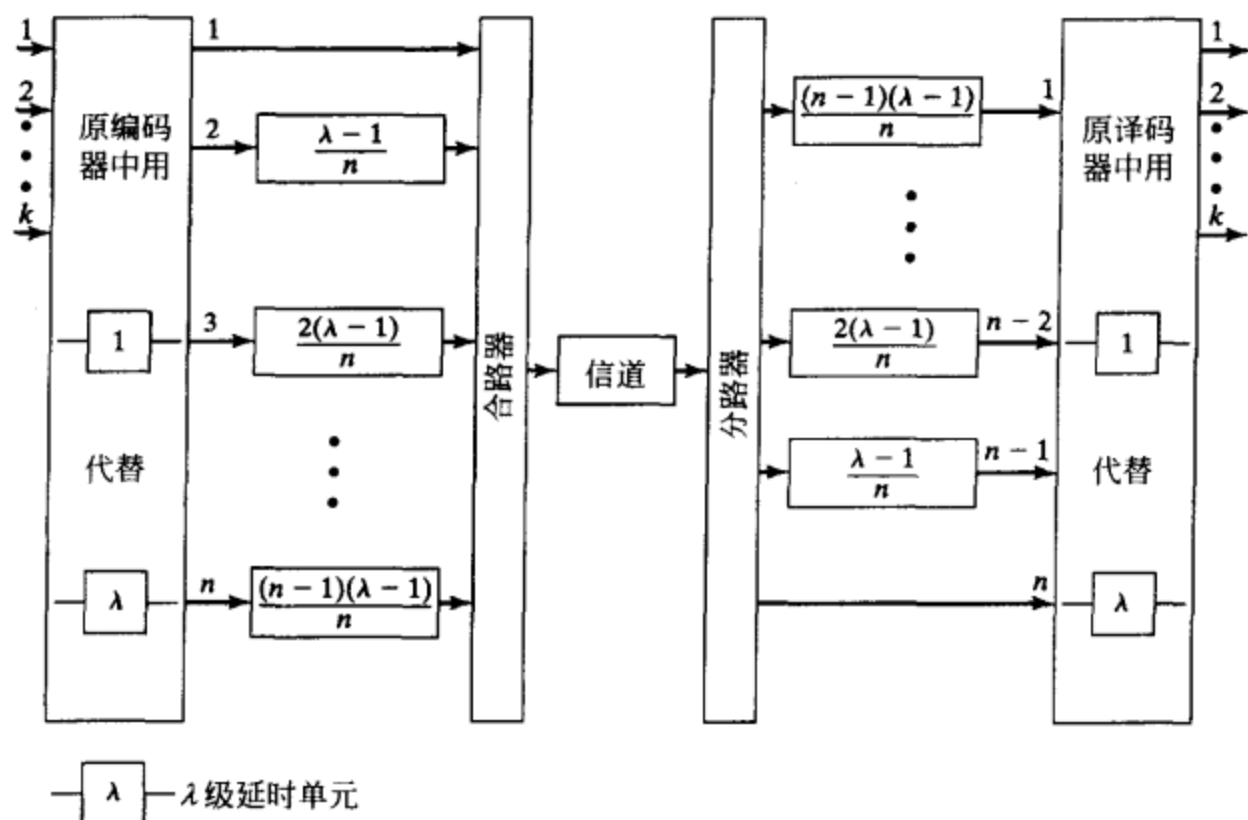 1
2
k
原编码
器中用
1
代替
λ
1
2
λ − 1
n
3
2(λ − 1)
n
n
(n − 1)(λ − 1)
n
合路器
信道
分路器
(n − 1)(λ − 1)
n
1
2(λ − 1)
n
n − 2
λ − 1
n
n − 1
n
原译码
器中用
1
代替
λ
1
2
k
λ
λ级延时单元